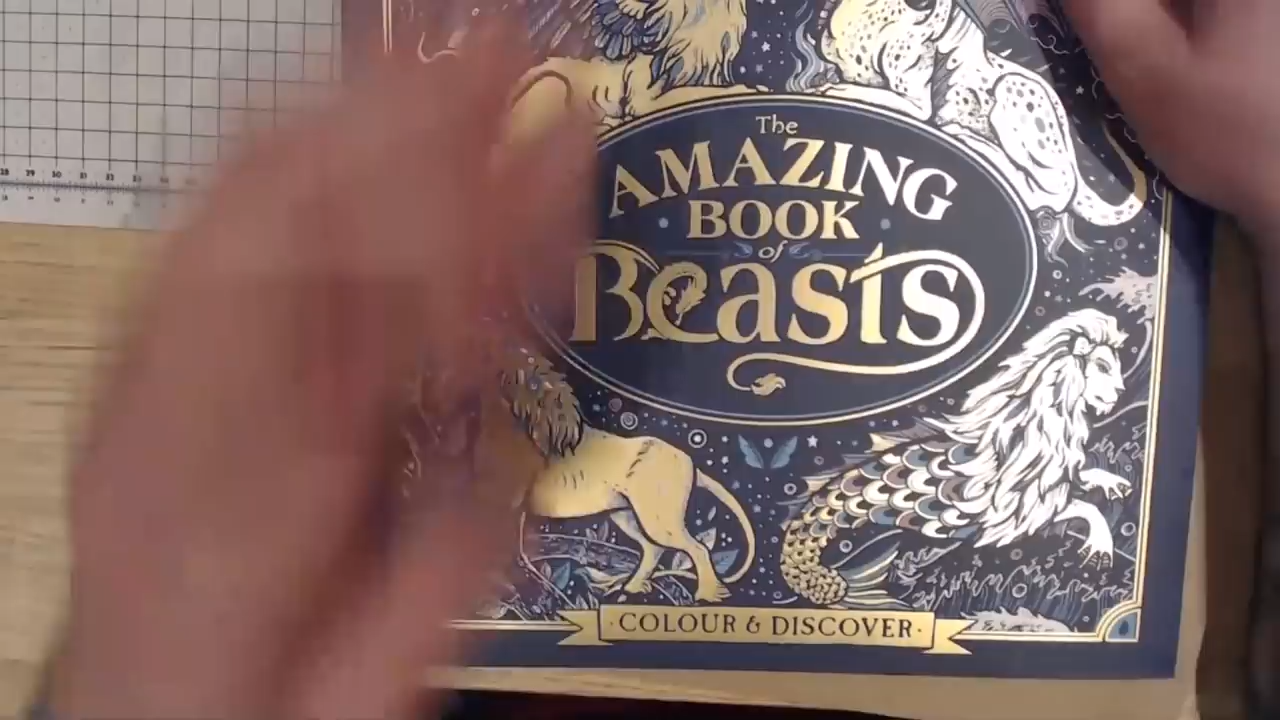 The
AMAZING
BOOK
of
Beasts
·COLOUR & DISCOVER·